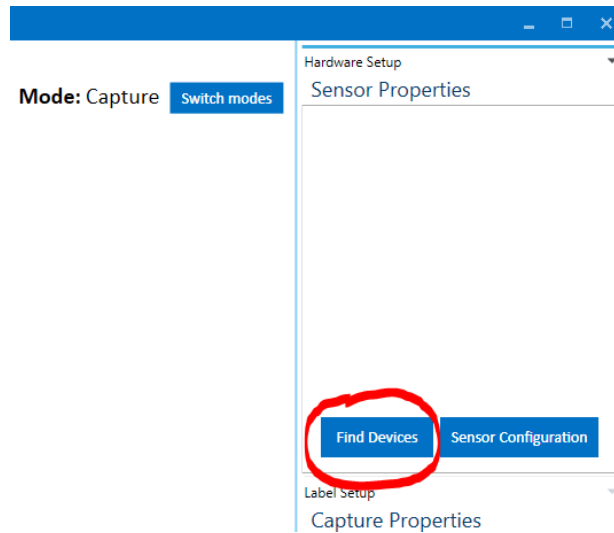 Mode: Capture Switch modes
Hardware Setup
Sensor Properties
Find Devices Sensor Configuration
Label Setup
Capture Properties